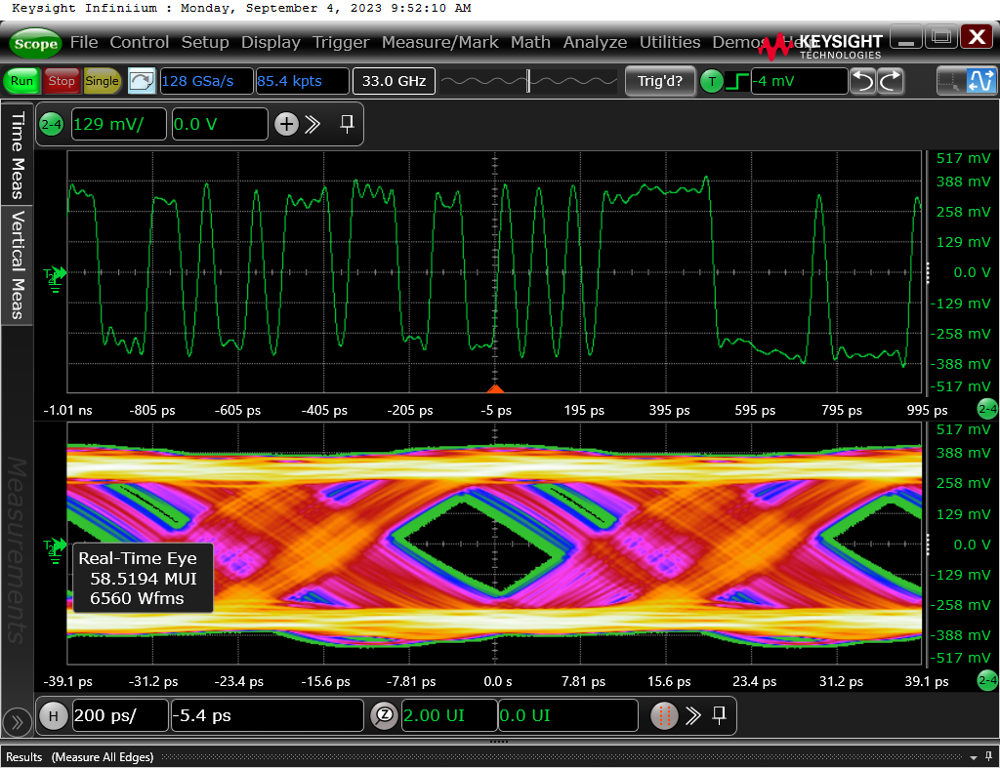 Keysight Infiniium : Monday, September 4, 2023 9:52:10 AM
Scope File Control Setup Display Trigger Measure/Mark Math Analyze Utilities Demos Help
KEYSIGHT
TECHNOLOGIES
Run Stop Single 128 GSa/s 85.4 kpts 33.0 GHz Trig'd? T -4 mV
2-4 129 mV/ 0.0 V
Time Meas
Vertical Meas
Measurements
517 mV
388 mV
258 mV
129 mV
0.0 V
-129 mV
-258 mV
-388 mV
-517 mV
-1.01 ns -805 ps -605 ps -405 ps -205 ps -5 ps 195 ps 395 ps 595 ps 795 ps 995 ps 2-4
517 mV
388 mV
258 mV
129 mV
0.0 V
-129 mV
-258 mV
-388 mV
-517 mV
Real-Time Eye
58.5194 MUI
6560 Wfms
-39.1 ps -31.2 ps -23.4 ps -15.6 ps -7.81 ps 0.0 s 7.81 ps 15.6 ps 23.4 ps 31.2 ps 39.1 ps 2-4
H 200 ps/ -5.4 ps Z 2.00 UI 0.0 UI
Results (Measure All Edges)